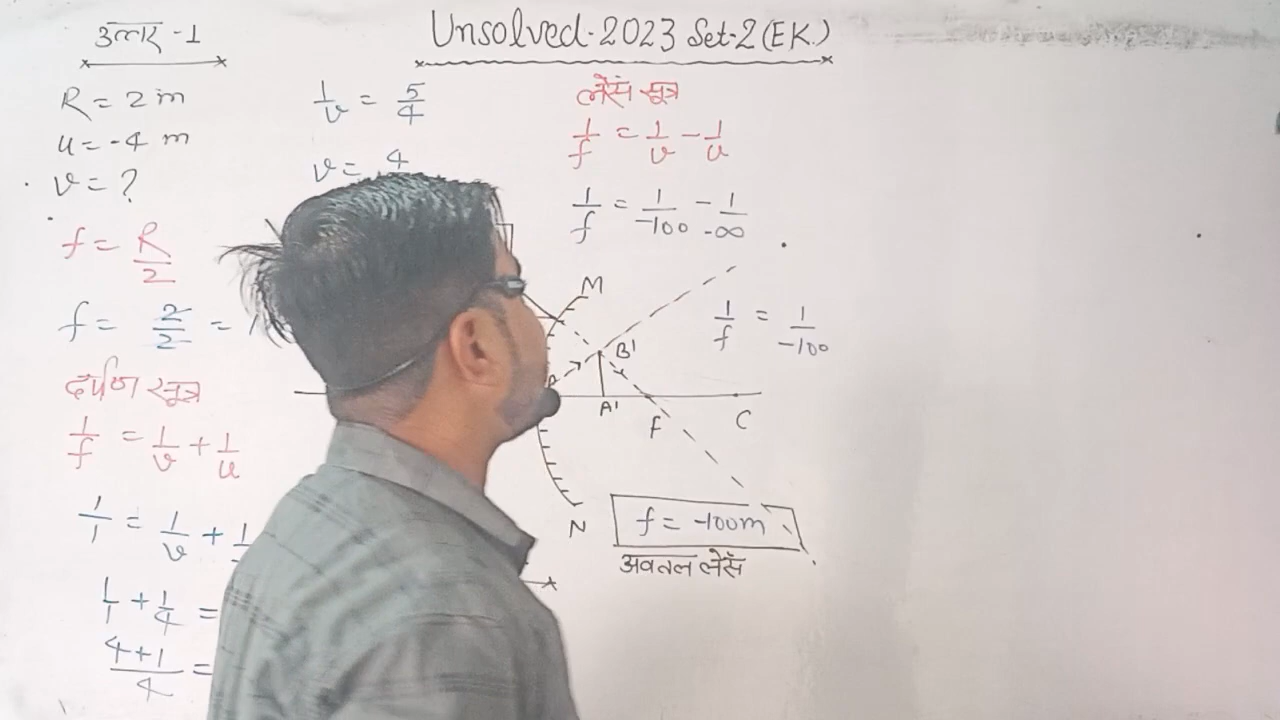 उत्तर -1
Unsolved-2023 Set-2 (EK.)
R = 2 m
u = -4 m
v = ?
f = R/2
f = 2/2 =
दर्पण सूत्र
1/f = 1/v + 1/u
1/1 = 1/v +
1/1 + 1/4 =
4+1/4 =
1/v = 5/4
v = 4
लेंस सूत्र
1/f = 1/v - 1/u
1/f = 1/-100 - 1/-∞
1/f = 1/-100
M
B'
A'
F
C
N
f = -100m
अवतल लेंस